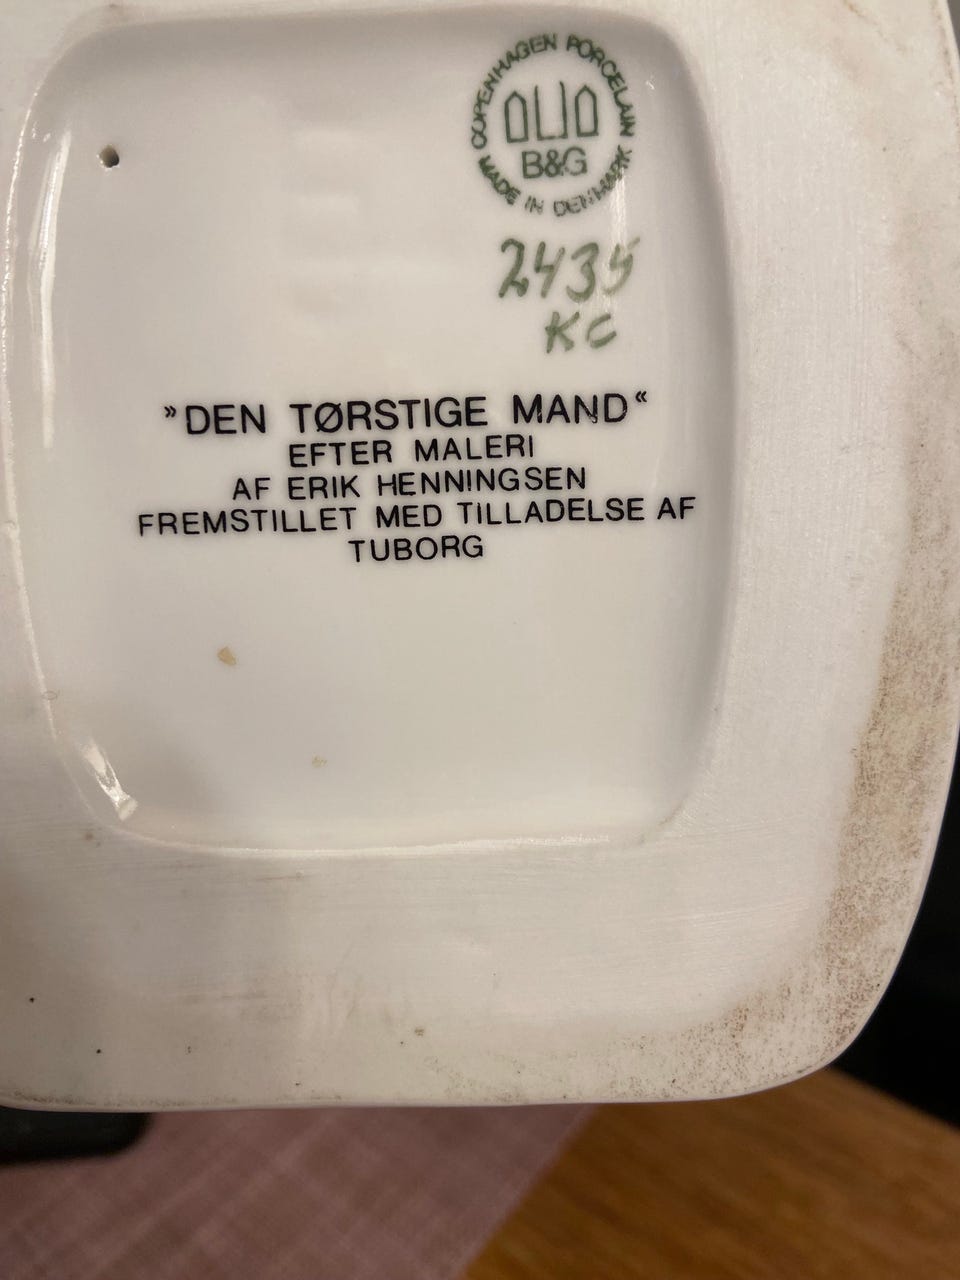 COPENHAGEN PORCELAIN
B&G
MADE IN DENMARK
2435
KC
»DEN TØRSTIGE MAND«
EFTER MALERI
AF ERIK HENNINGSEN
FREMSTILLET MED TILLADELSE AF
TUBORG